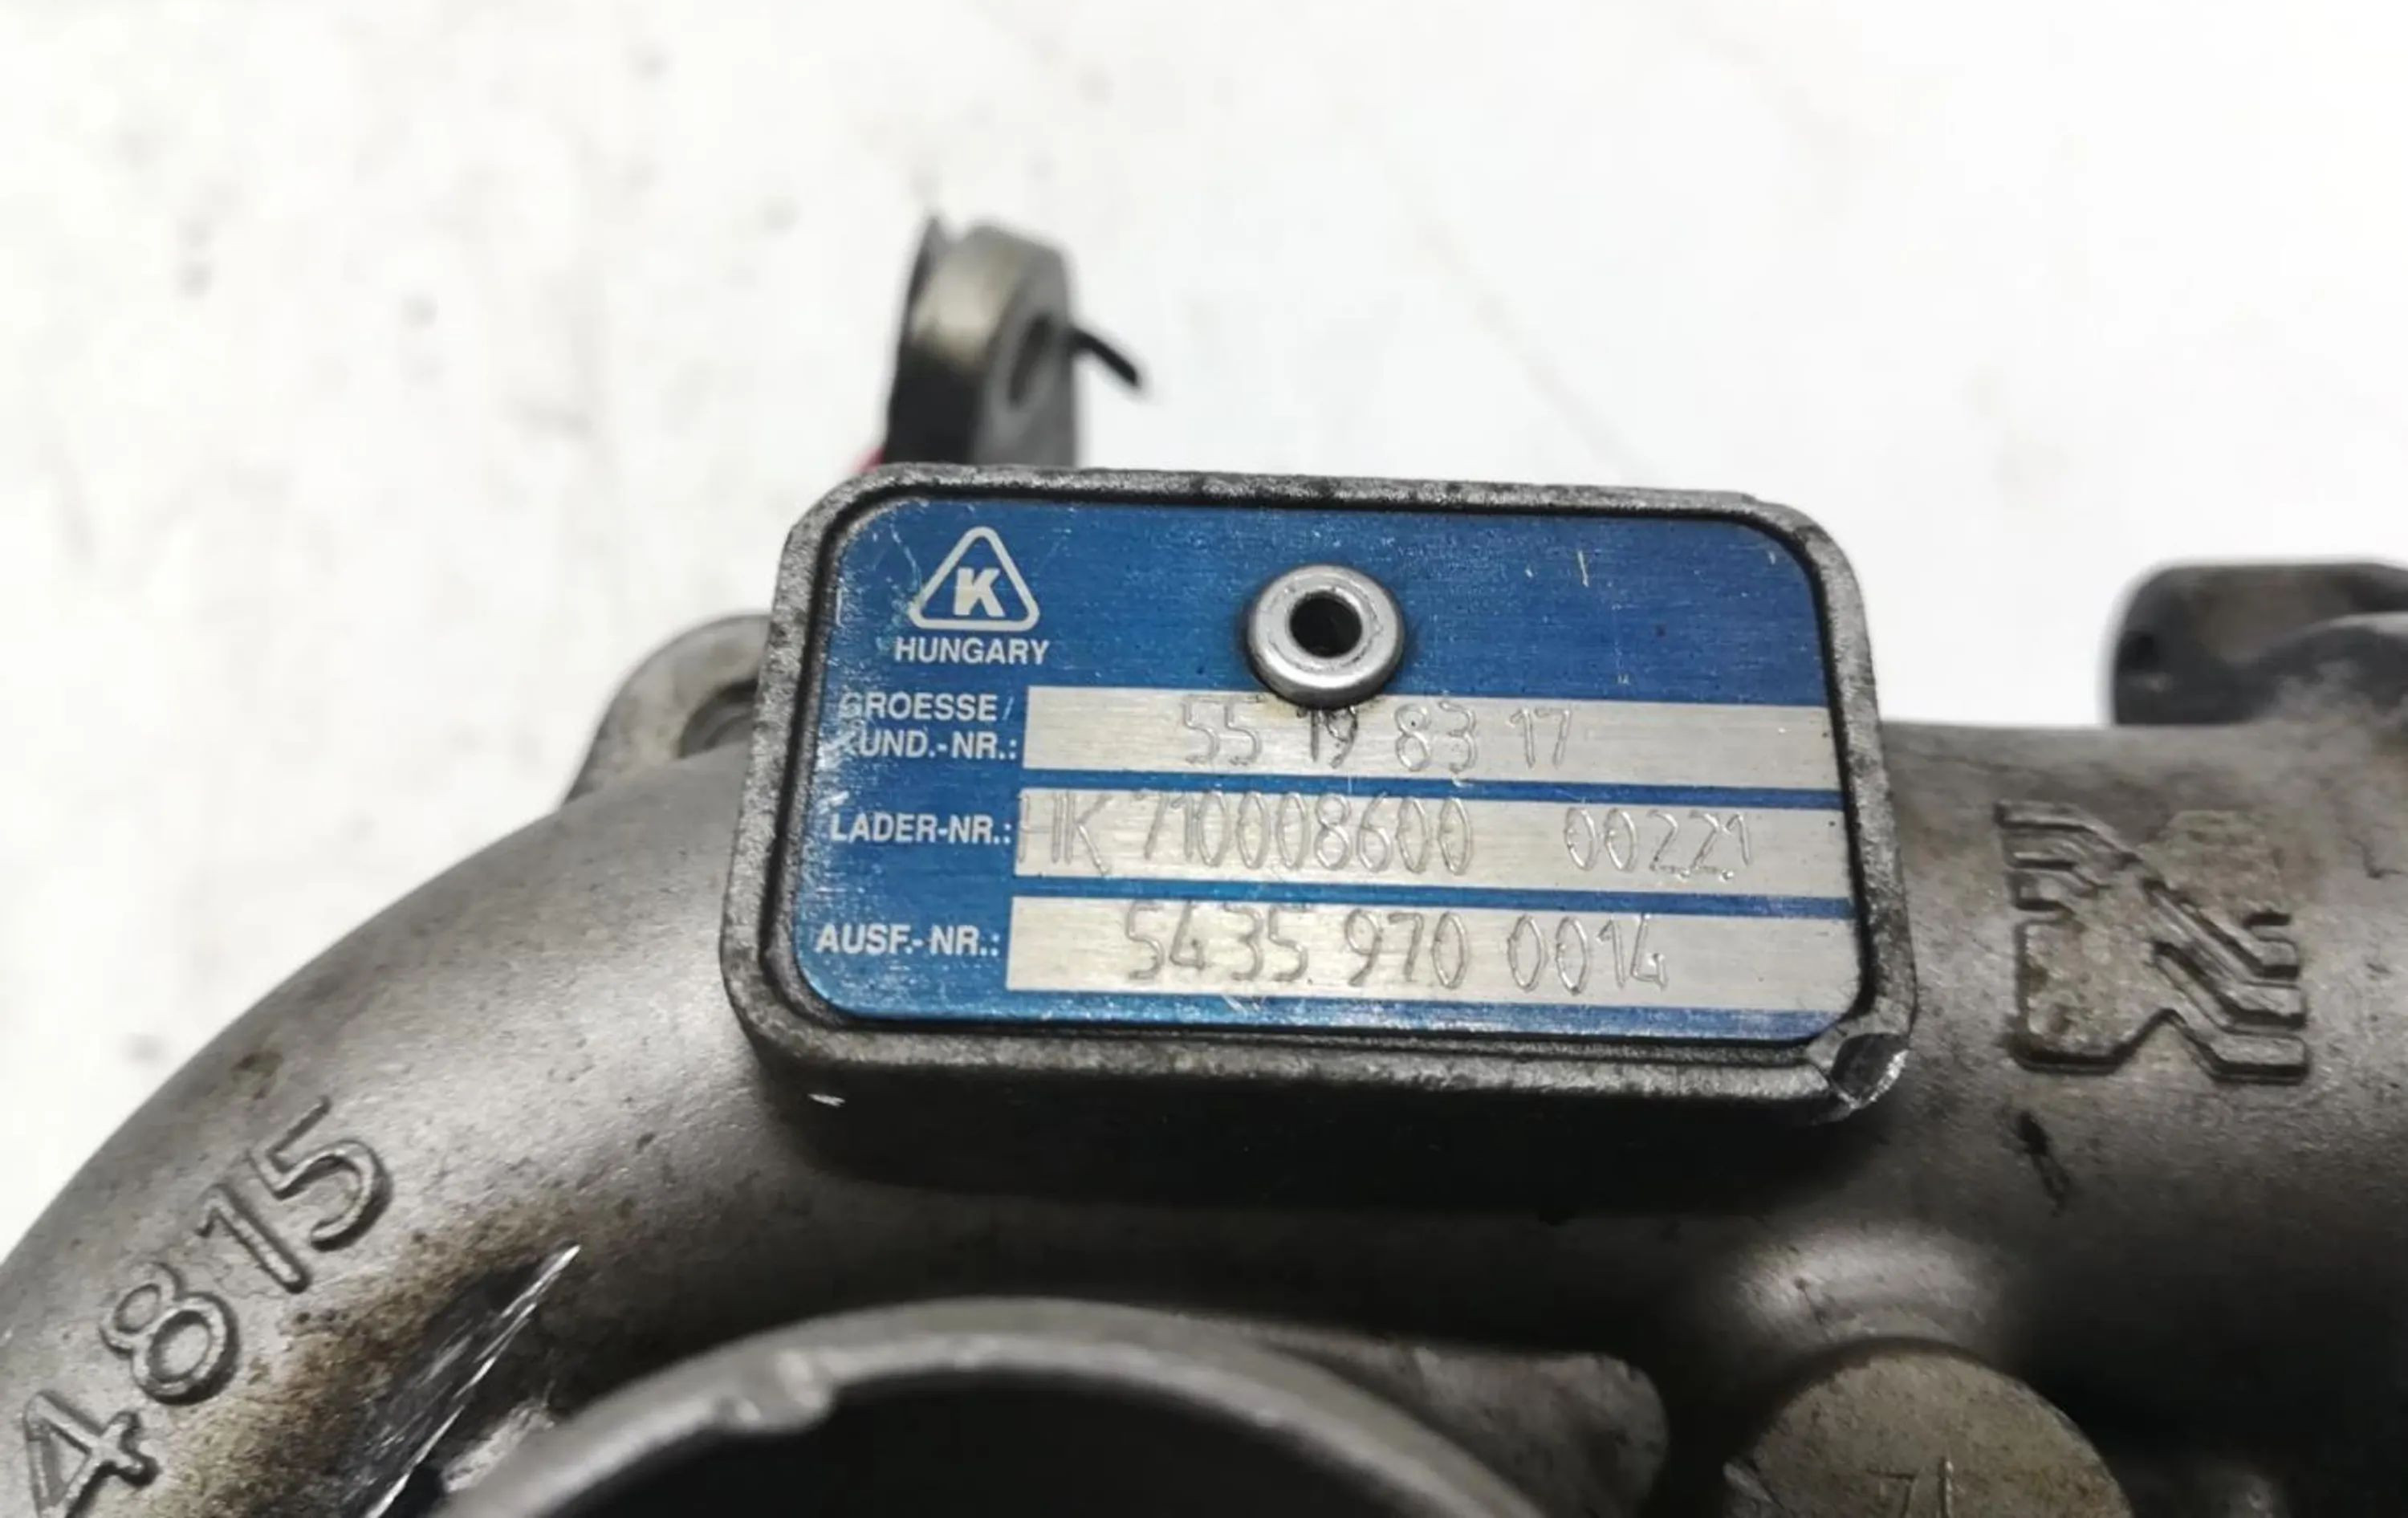 K
HUNGARY
GROESSE/
KUND.-NR.: 55 19 83 17
LADER-NR.: HK 710008600 00221
AUSF.-NR.: 5435 970 0014
4815